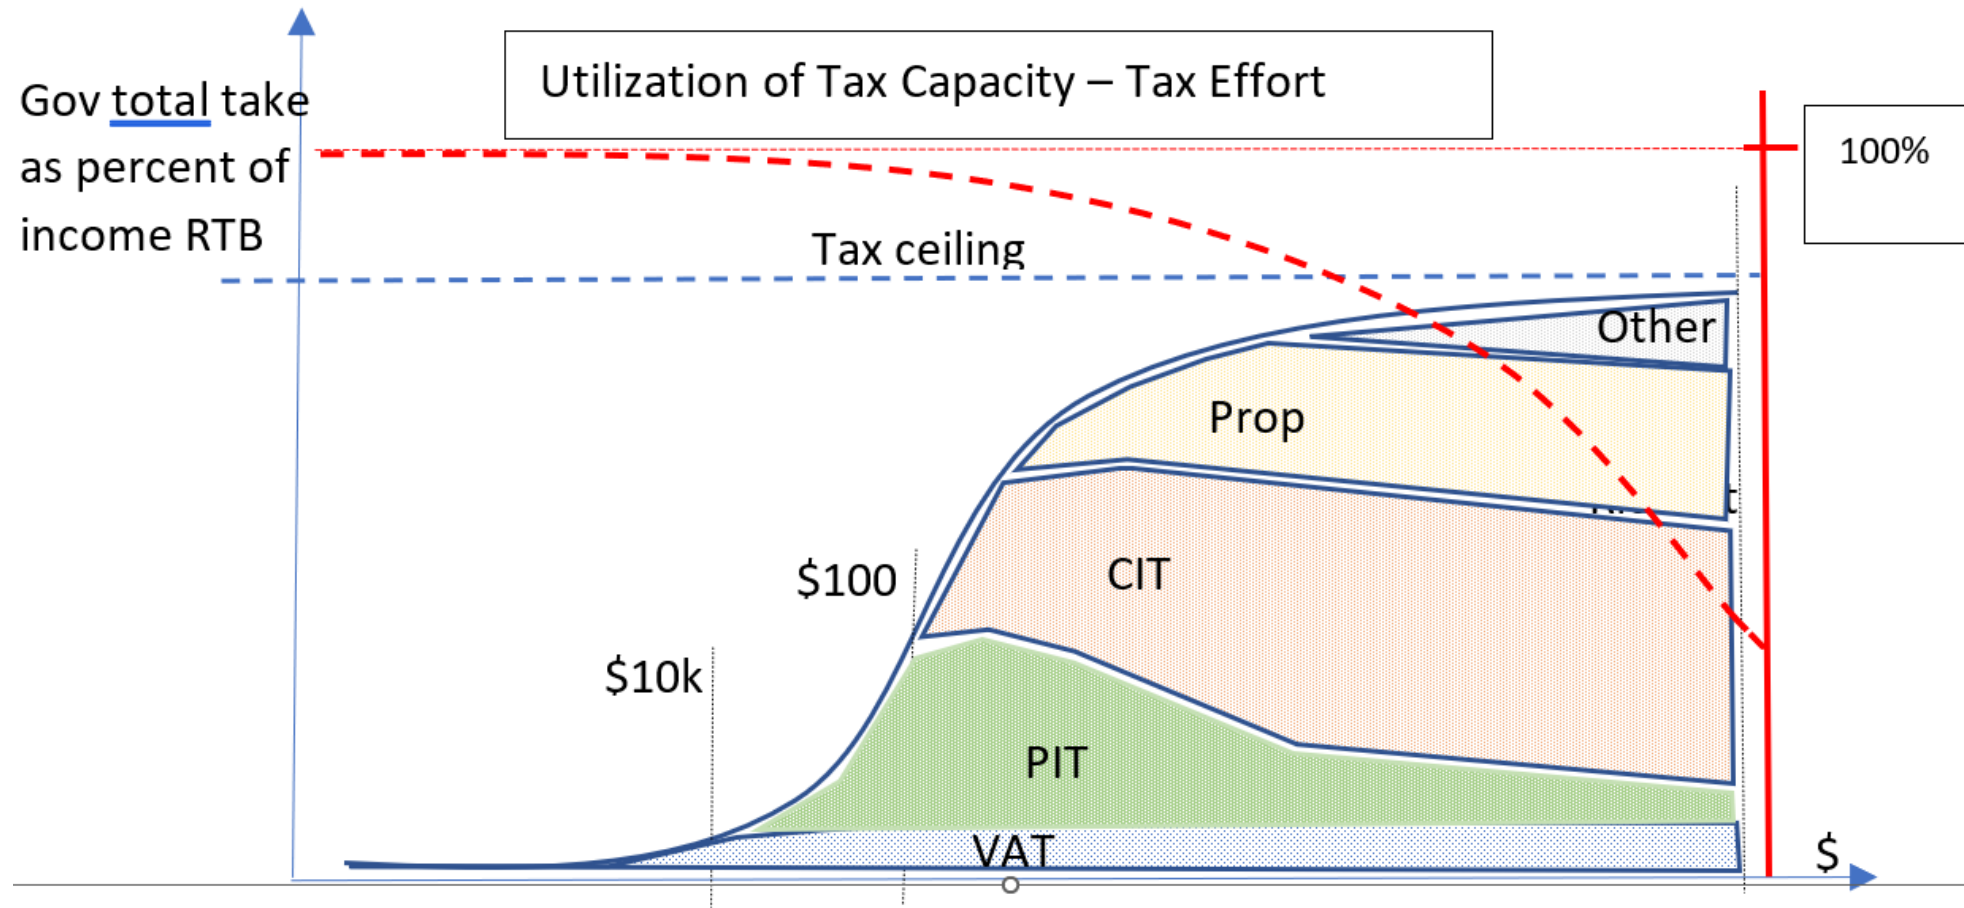 Utilization of Tax Capacity – Tax Effort
Gov total take
as percent of
income RTB
100%
Tax ceiling
Other
Prop
$100
CIT
$10k
PIT
VAT
$